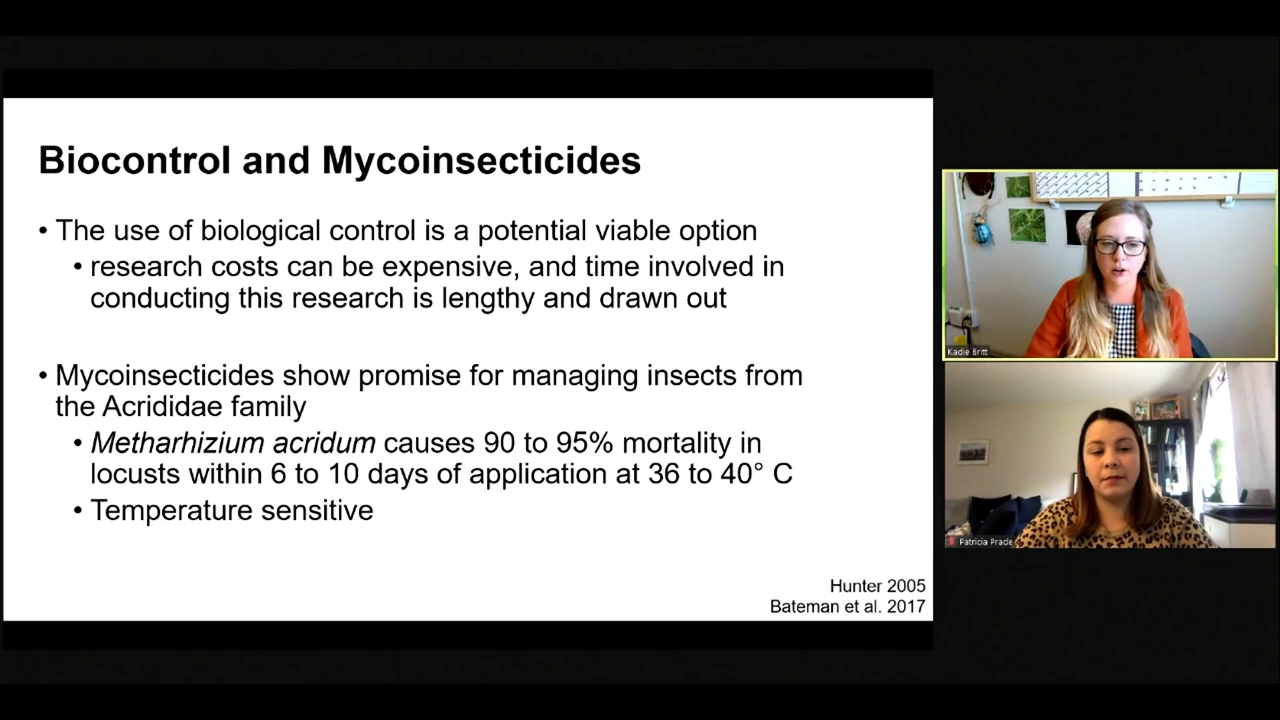 Biocontrol and Mycoinsecticides
• The use of biological control is a potential viable option
• research costs can be expensive, and time involved in
conducting this research is lengthy and drawn out
• Mycoinsecticides show promise for managing insects from
the Acrididae family
• Metharhizium acridum causes 90 to 95% mortality in
locusts within 6 to 10 days of application at 36 to 40° C
• Temperature sensitive
Hunter 2005
Bateman et al. 2017
Kadie Britt
Patricia Prade